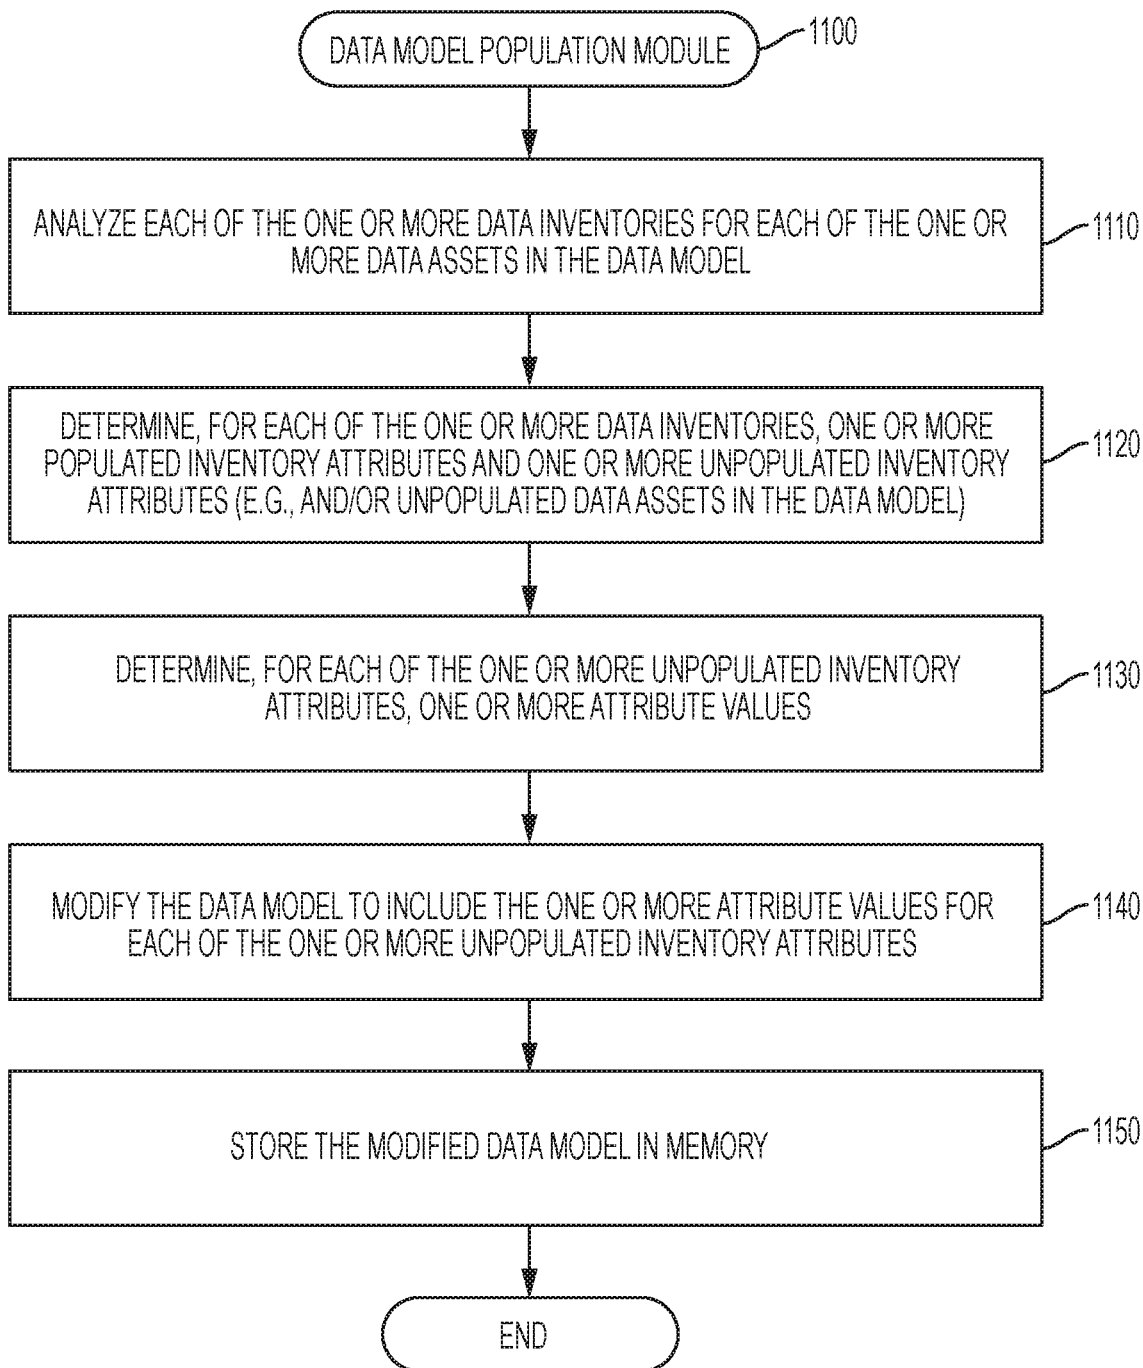 DATA MODEL POPULATION MODULE
1100
ANALYZE EACH OF THE ONE OR MORE DATA INVENTORIES FOR EACH OF THE ONE OR
MORE DATA ASSETS IN THE DATA MODEL
1110
DETERMINE, FOR EACH OF THE ONE OR MORE DATA INVENTORIES, ONE OR MORE
POPULATED INVENTORY ATTRIBUTES AND ONE OR MORE UNPOPULATED INVENTORY
ATTRIBUTES (E.G., AND/OR UNPOPULATED DATA ASSETS IN THE DATA MODEL)
1120
DETERMINE, FOR EACH OF THE ONE OR MORE UNPOPULATED INVENTORY
ATTRIBUTES, ONE OR MORE ATTRIBUTE VALUES
1130
MODIFY THE DATA MODEL TO INCLUDE THE ONE OR MORE ATTRIBUTE VALUES FOR
EACH OF THE ONE OR MORE UNPOPULATED INVENTORY ATTRIBUTES
1140
STORE THE MODIFIED DATA MODEL IN MEMORY
1150
END